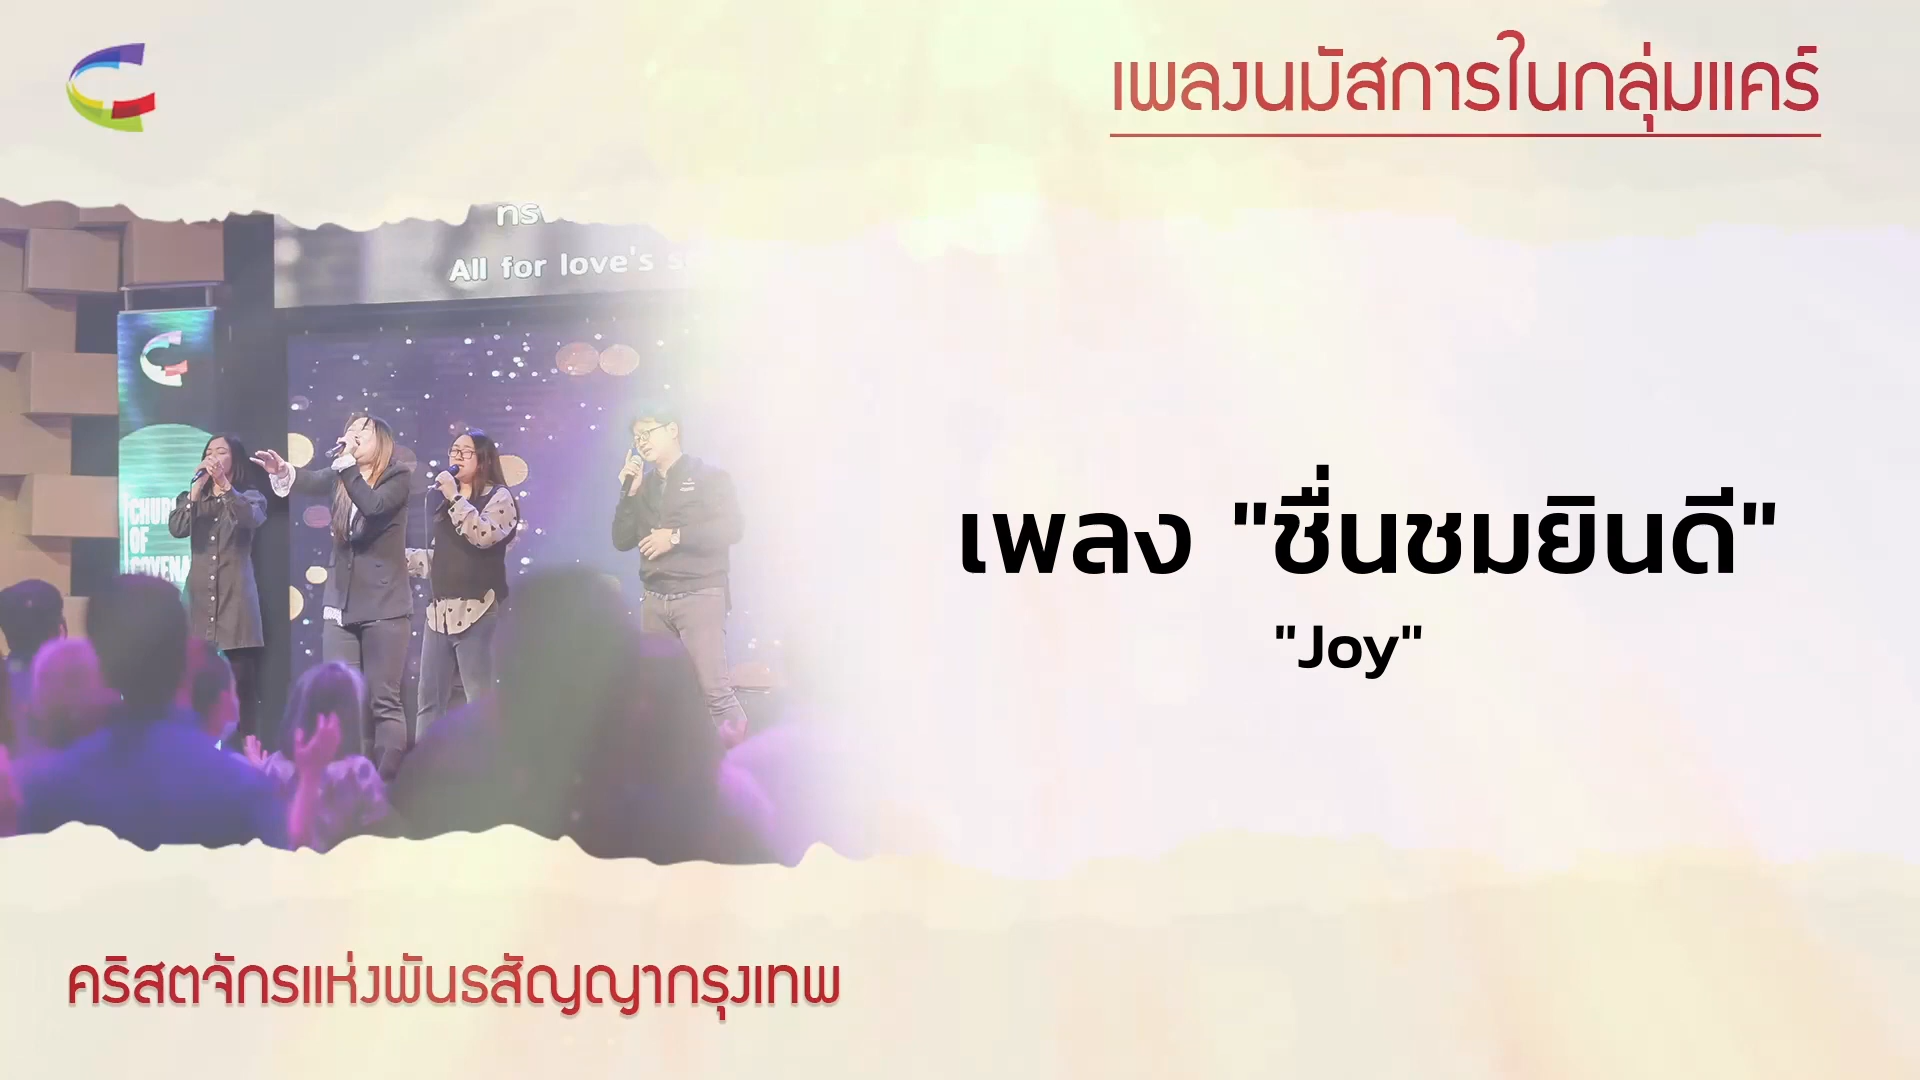 เพลงนมัสการในกลุ่มแคร์
All for love's
CHURCH
OF
เพลง "ชื่นชมยินดี"
"Joy"
คริสตจักรแห่งพันธสัญญากรุงเทพ